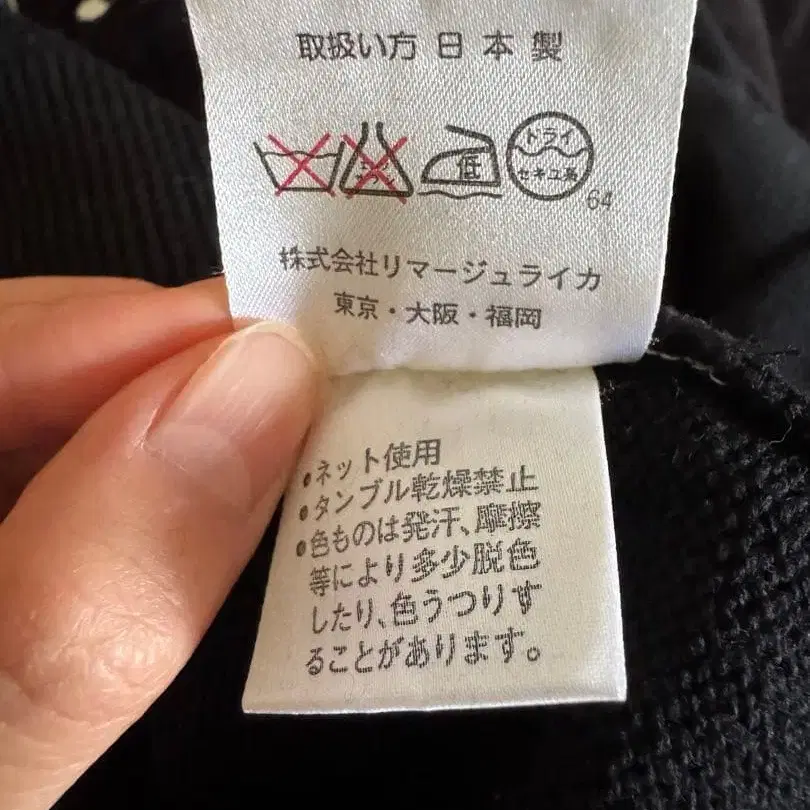 取扱い方 日本製
低
ドライ
セキユ系
64
株式会社リマージュライカ
東京・大阪・福岡
・ネット使用
・タンブル乾燥禁止
・色ものは発汗、摩擦
等により多少脱色
したり、色うつりす
ることがあります。